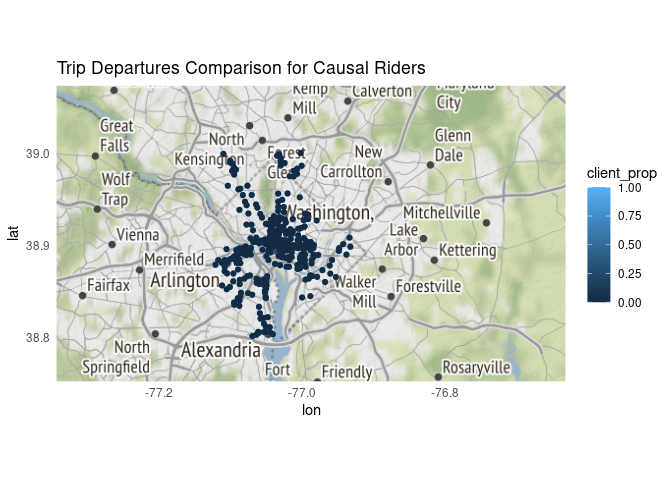 Trip Departures Comparison for Causal Riders
Kemp
Mill
Calverton
Maryland
City
Great
Falls
North
Kensington
Forest
Glen
New
Carrollton
Glenn
Dale
Wolf
Trap
Washington,
Mitchellville
Vienna
Lake
Arbor
Kettering
Merrifield
Arlington
Fairfax
Walker
Mill
Forestville
North
Springfield
Alexandria
Fort
Friendly
Rosaryville
39.0
38.9
38.8
lat
-77.2
-77.0
-76.8
lon
client_prop
1.00
0.75
0.50
0.25
0.00